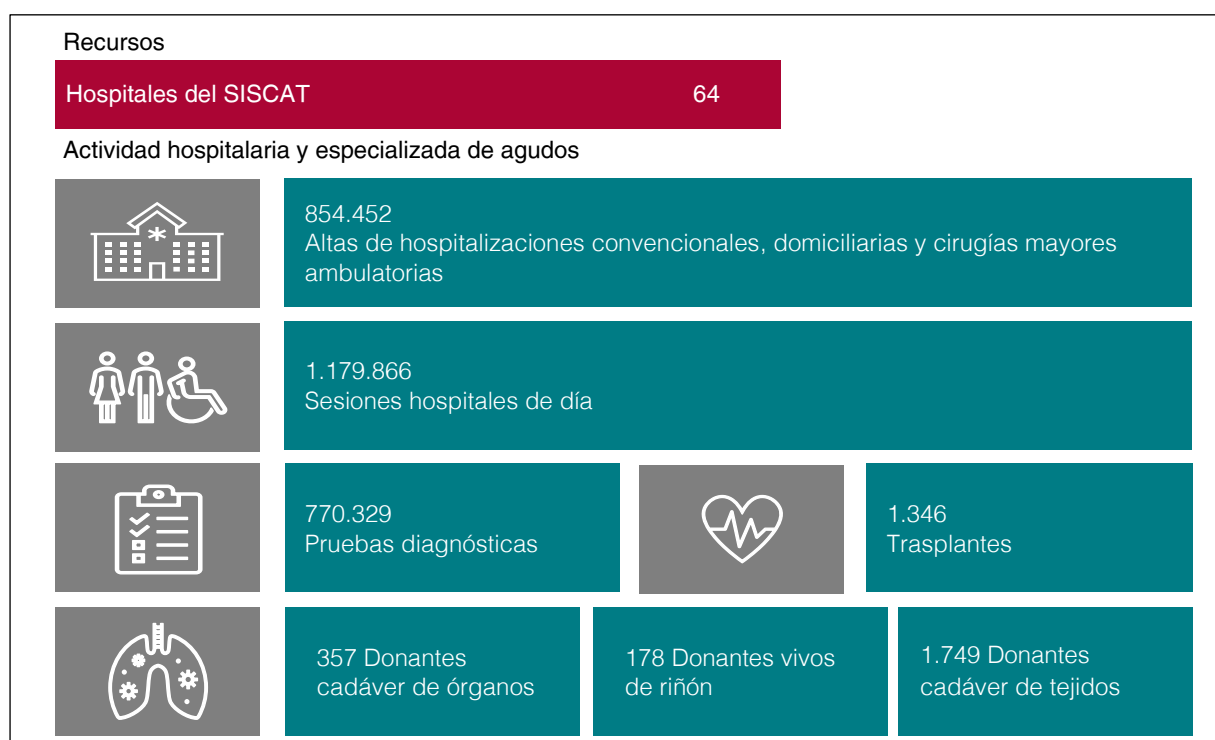 Recursos
Hospitales del SISCAT 64
Actividad hospitalaria y especializada de agudos
854.452
Altas de hospitalizaciones convencionales, domiciliarias y cirugías mayores
ambulatorias
1.179.866
Sesiones hospitales de día
770.329
Pruebas diagnósticas
1.346
Trasplantes
357 Donantes
cadáver de órganos
178 Donantes vivos
de riñón
1.749 Donantes
cadáver de tejidos